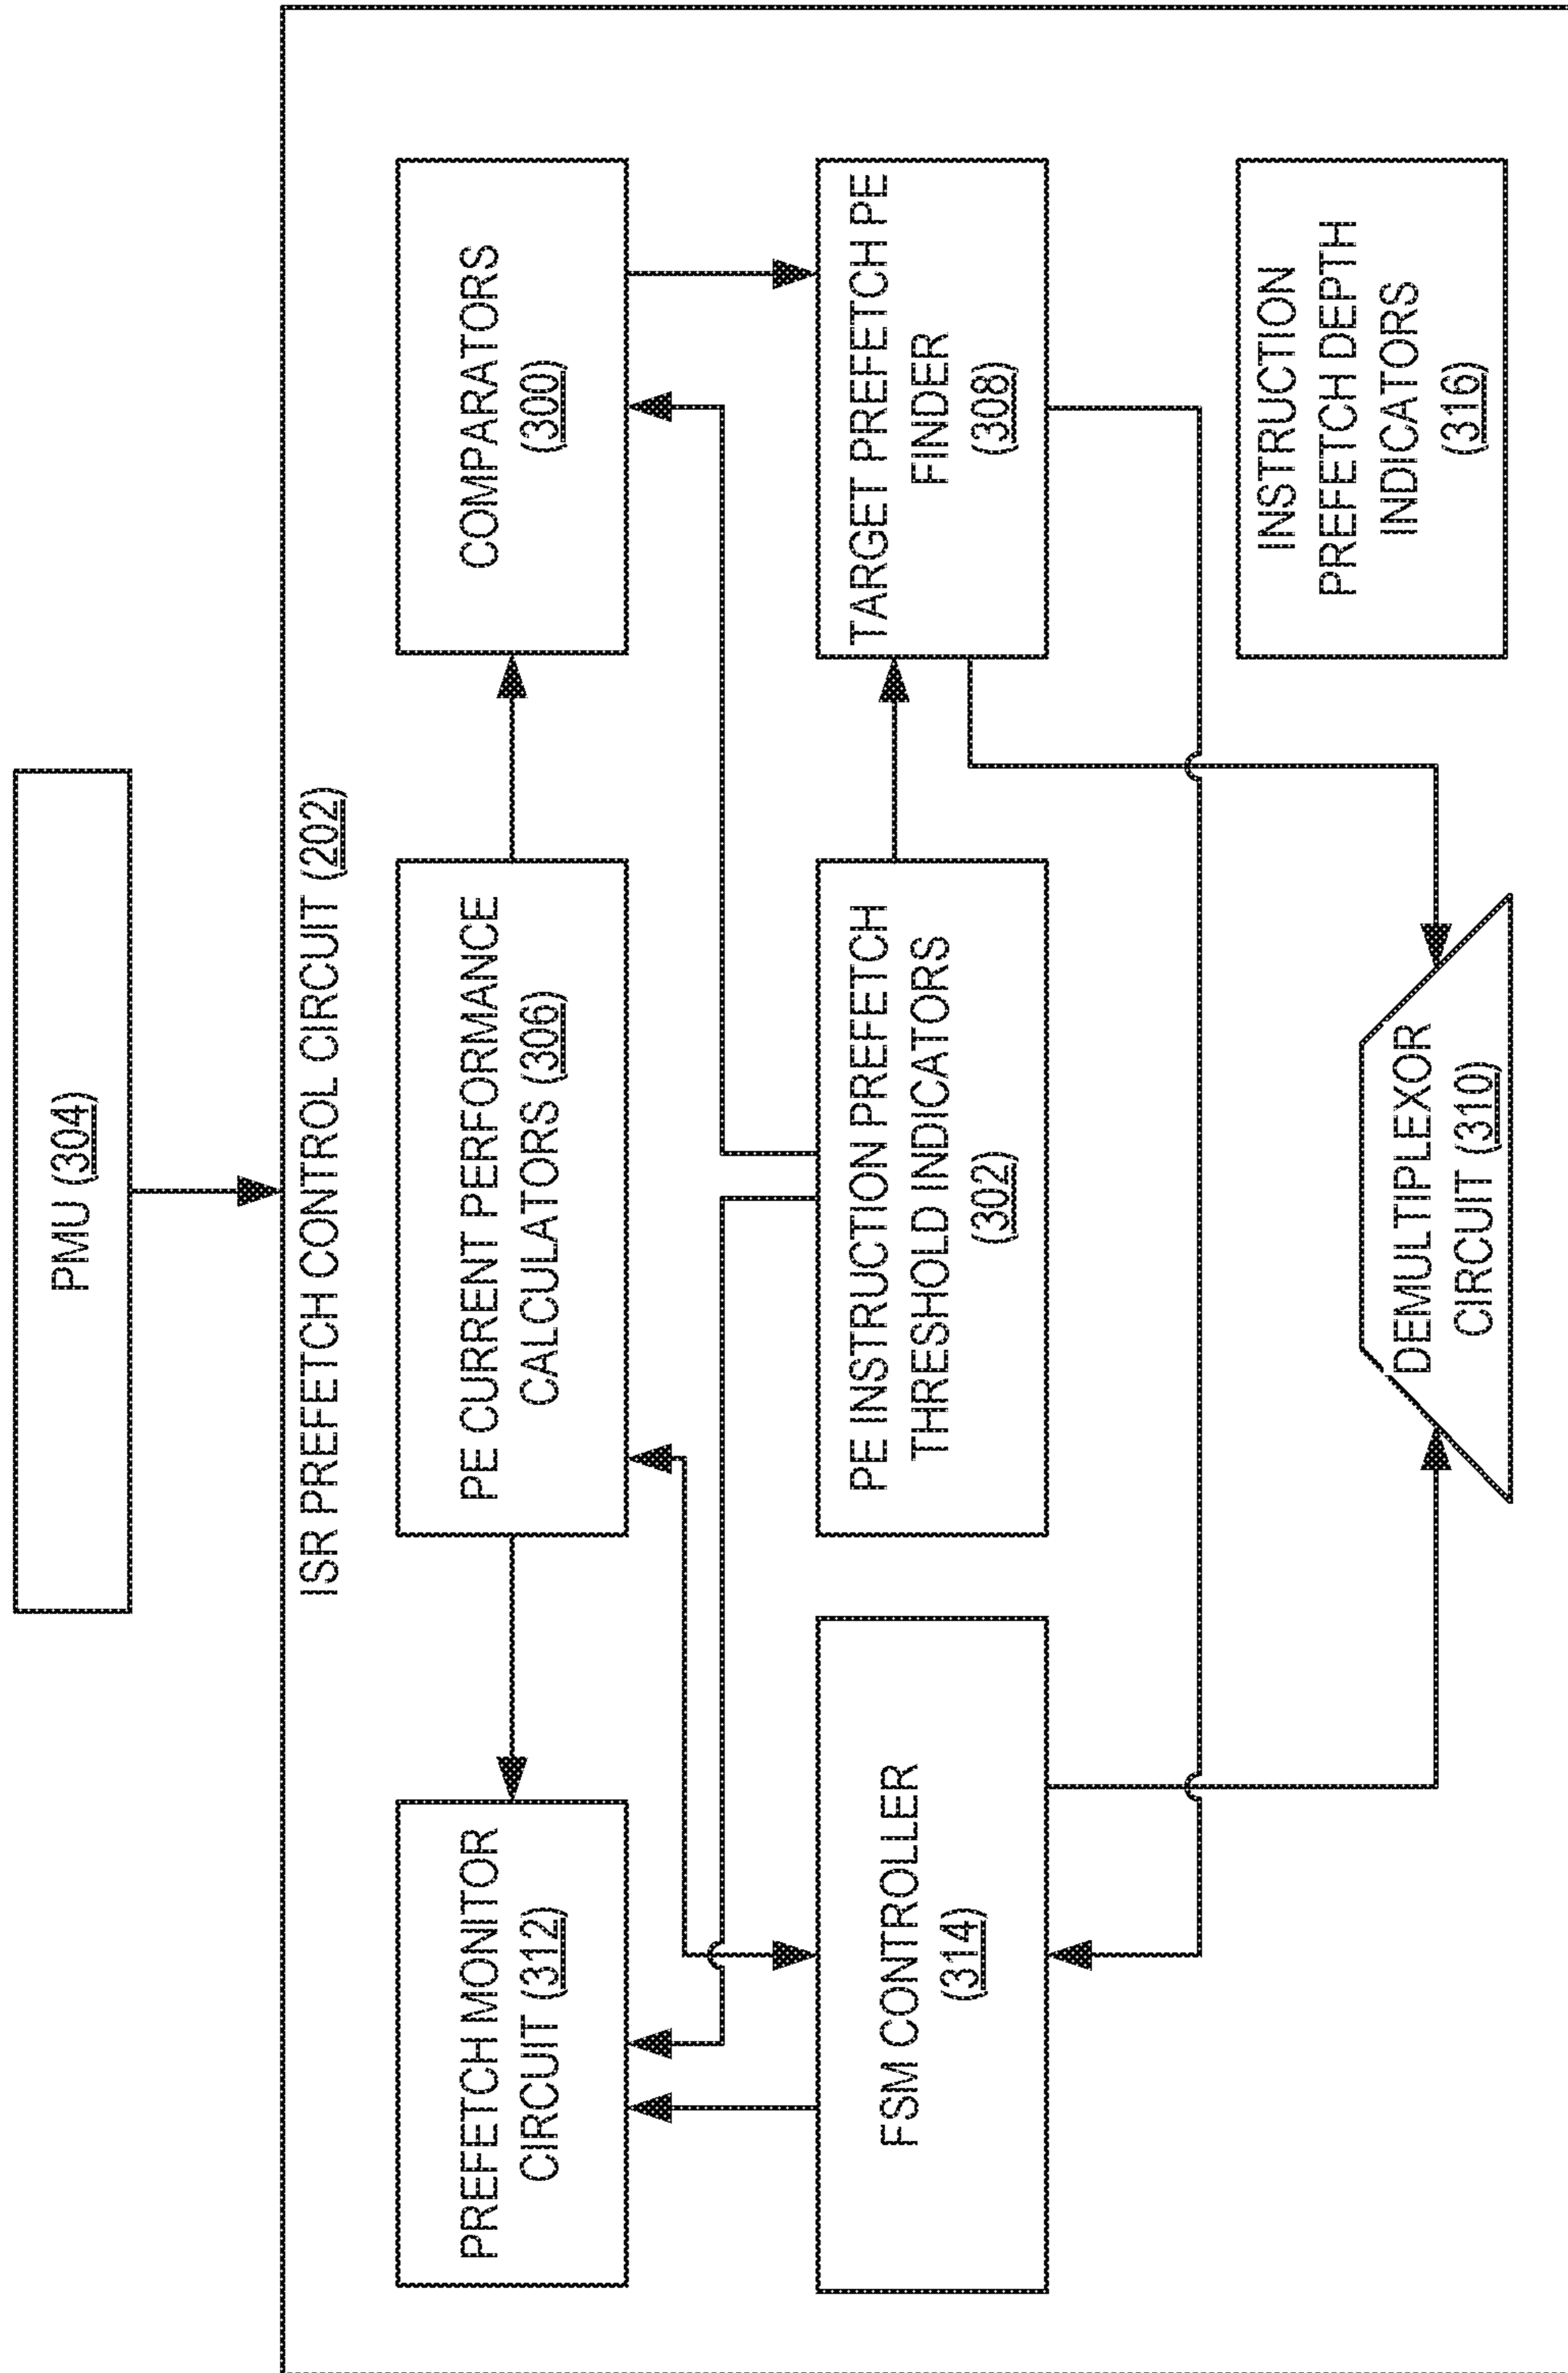 PMU (304)
ISR PREFETCH CONTROL CIRCUIT (202)
PREFETCH MONITOR
CIRCUIT (312)
PE CURRENT PERFORMANCE
CALCULATORS (306)
COMPARATORS
(300)
FSM CONTROLLER
(314)
PE INSTRUCTION PREFETCH
THRESHOLD INDICATORS
(302)
TARGET PREFETCH PE
FINDER
(308)
DEMULTIPLEXOR
CIRCUIT (310)
INSTRUCTION
PREFETCH DEPTH
INDICATORS
(316)